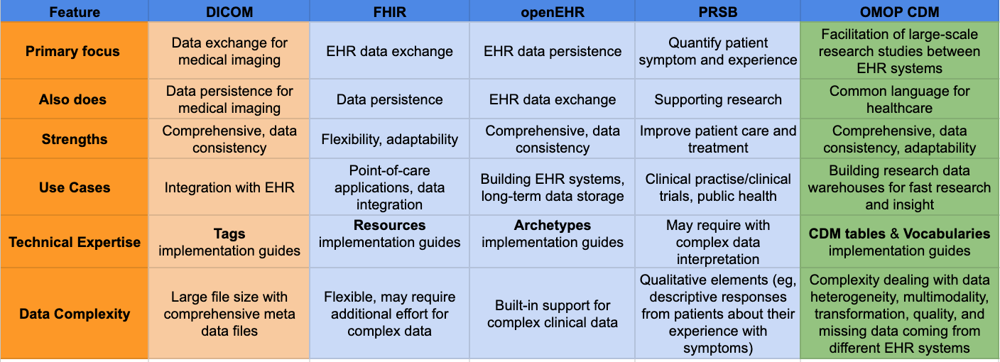 Feature
DICOM
FHIR
openEHR
PRSB
OMOP CDM
Primary focus
Data exchange for
medical imaging
EHR data exchange
EHR data persistence
Quantify patient
symptom and experience
Facilitation of large-scale
research studies between
EHR systems
Also does
Data persistence for
medical imaging
Data persistence
EHR data exchange
Supporting research
Common language for
healthcare
Strengths
Comprehensive, data
consistency
Flexibility, adaptability
Comprehensive, data
consistency
Improve patient care and
treatment
Comprehensive, data
consistency, adaptability
Use Cases
Integration with EHR
Point-of-care
applications, data
integration
Building EHR systems,
long-term data storage
Clinical practise/clinical
trials, public health
Building research data
warehouses for fast research
and insight
Technical Expertise
Tags
implementation guides
Resources
implementation guides
Archetypes
implementation guides
May require with
complex data
interpretation
CDM tables & Vocabularies
implementation guides
Data Complexity
Large file size with
comprehensive meta
data files
Flexible, may require
additional effort for
complex data
Built-in support for
complex clinical data
Qualitative elements (eg,
descriptive responses
from patients about their
experience with
symptoms)
Complexity dealing with data
heterogeneity, multimodality,
transformation, quality, and
missing data coming from
different EHR systems